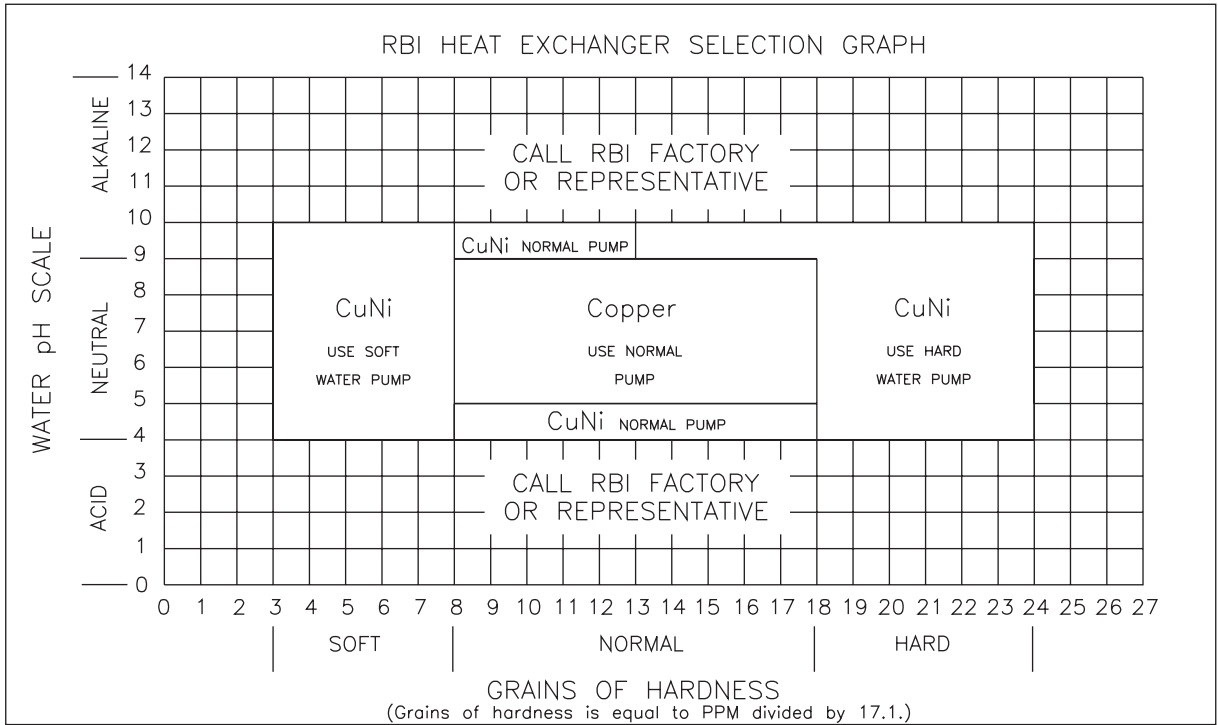 RBI HEAT EXCHANGER SELECTION GRAPH
WATER pH SCALE
ALKALINE
NEUTRAL
ACID
14
13
12
11
10
9
8
7
6
5
4
3
2
1
0
CALL RBI FACTORY
OR REPRESENTATIVE
CuNi NORMAL PUMP
CuNi
USE SOFT
WATER PUMP
Copper
USE NORMAL
PUMP
CuNi
USE HARD
WATER PUMP
CuNi NORMAL PUMP
CALL RBI FACTORY
OR REPRESENTATIVE
0 1 2 3 4 5 6 7 8 9 10 11 12 13 14 15 16 17 18 19 20 21 22 23 24 25 26 27
SOFT NORMAL HARD
GRAINS OF HARDNESS
(Grains of hardness is equal to PPM divided by 17.1.)